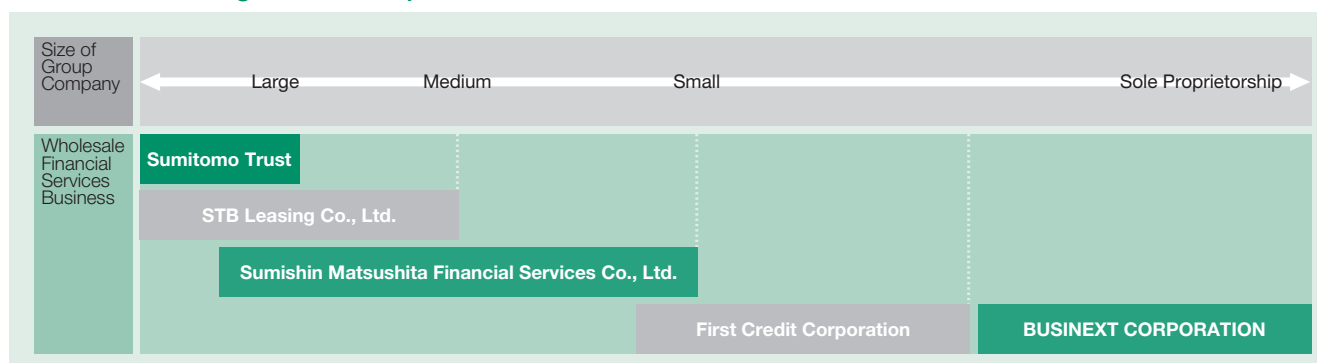 Size of
Group
Company
Large Medium Small Sole Proprietorship
Wholesale
Financial
Services
Business
Sumitomo Trust
STB Leasing Co., Ltd.
Sumishin Matsushita Financial Services Co., Ltd.
First Credit Corporation BUSINEXT CORPORATION